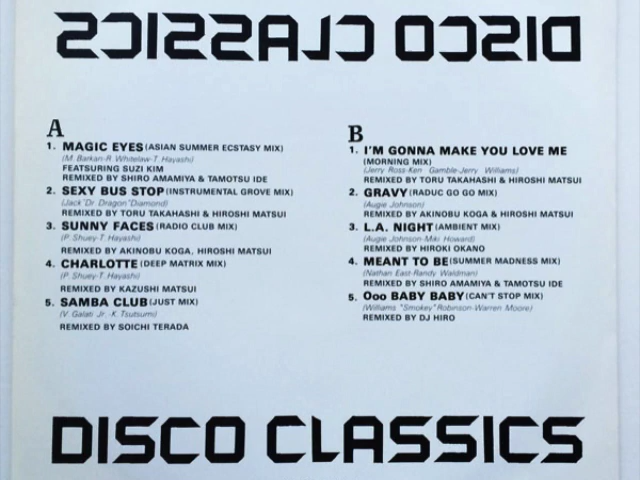 DISCO CLASSICS
A
1. MAGIC EYES (ASIAN SUMMER ECSTASY MIX)
(M. Barkan-R. Whitelaw-T. Hayashi)
FEATSURING SUZI KIM
REMIXED BY SHIRO AMAMIYA & TAMOTSU IDE
2. SEXY BUS STOP (INSTRUMENTAL GROVE MIX)
(Jack"Dr. Dragon"Diamond)
REMIXED BY TORU TAKAHASHI & HIROSHI MATSUI
3. SUNNY FACES (RADIO CLUB MIX)
(P. Shuey-T. Hayashi)
REMIXED BY AKINOBU KOGA, HIROSHI MATSUI
4. CHARLOTTE (DEEP MATRIX MIX)
(P. Shuey-T. Hayashi)
REMIXED BY KAZUSHI MATSUI
5. SAMBA CLUB (JUST MIX)
(V. Galati Jr.-K. Tsutsumi)
REMIXED BY SOICHI TERADA
B
1. I'M GONNA MAKE YOU LOVE ME
(MORNING MIX)
(Jerry Ross-Ken Gamble-Jerry Williams)
REMIXED BY TORU TAKAHASHI & HIROSHI MATSUI
2. GRAVY (RADUC GO GO MIX)
(Augie Johnson)
REMIXED BY AKINOBU KOGA & HIROSHI MATSUI
3. L.A. NIGHT (AMBIENT MIX)
(Augie Johnson-Miki Howard)
REMIXED BY HIROKI OKANO
4. MEANT TO BE (SUMMER MADNESS MIX)
(Nathan East-Randy Waldman)
REMIXED BY SHIRO AMAMIYA & TAMOTSU IDE
5. Ooo BABY BABY (CAN'T STOP MIX)
(Williams "Smokey" Robinson-Warren Moore)
REMIXED BY DJ HIRO
DISCO CLASSICS